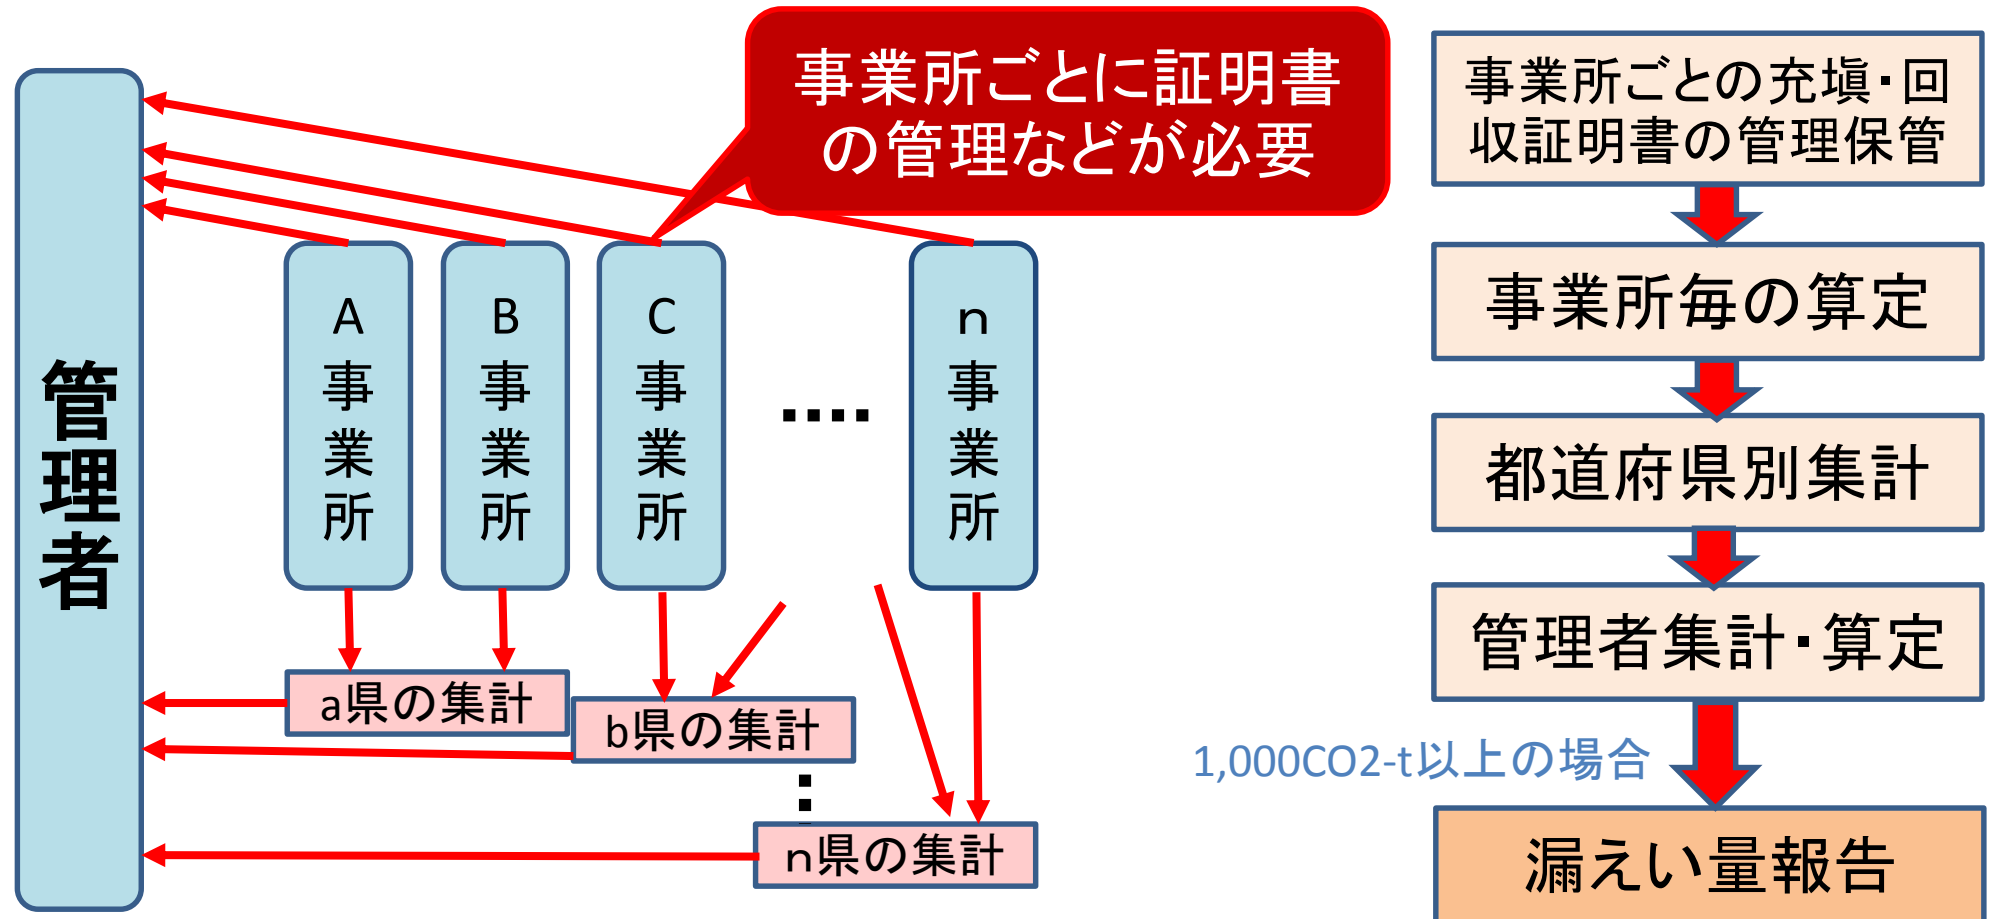 事業所ごとに証明書
の管理などが必要
管理者
A事業所
B事業所
C事業所
‥‥
n事業所
a県の集計
b県の集計
n県の集計
事業所ごとの充塡・回
収証明書の管理保管
事業所毎の算定
都道府県別集計
管理者集計・算定
1,000CO2-t以上の場合
漏えい量報告